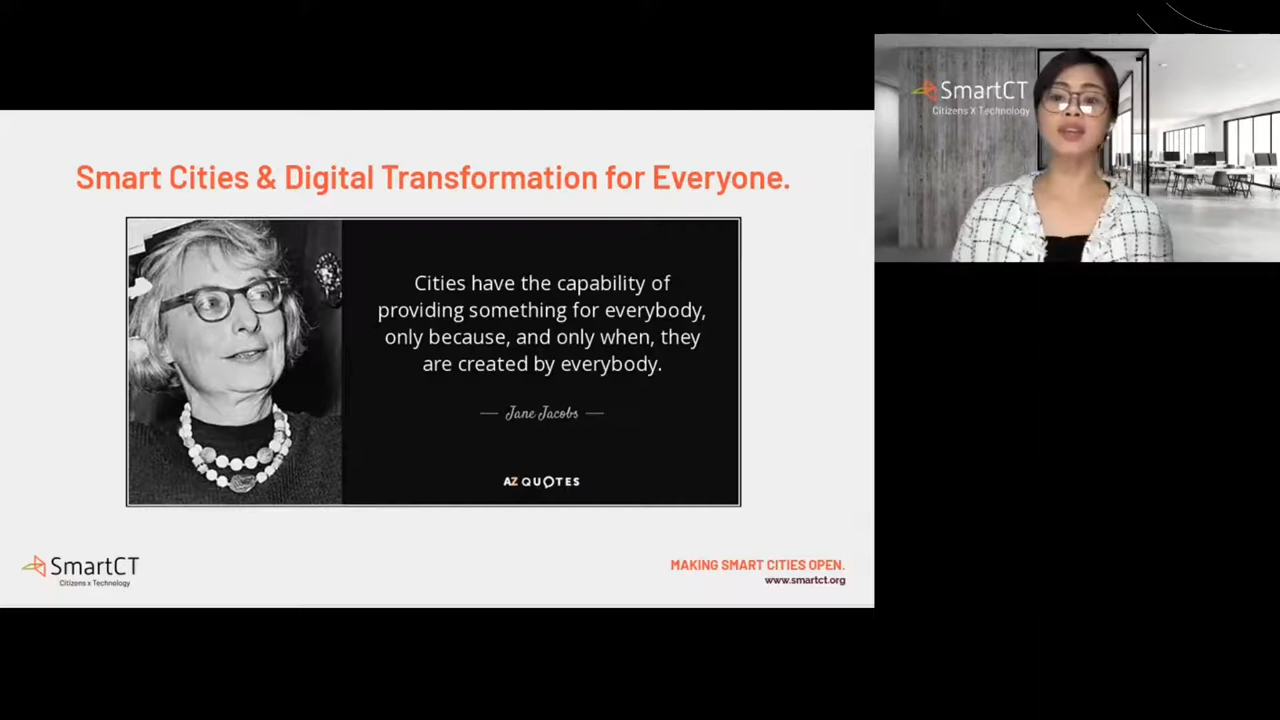 Smart Cities & Digital Transformation for Everyone.
Cities have the capability of
providing something for everybody,
only because, and only when, they
are created by everybody.
Jane Jacobs
AZ QUOTES
SmartCT
Citizens x Technology
MAKING SMART CITIES OPEN.
www.smartct.org
SmartCT
Citizens X Technology